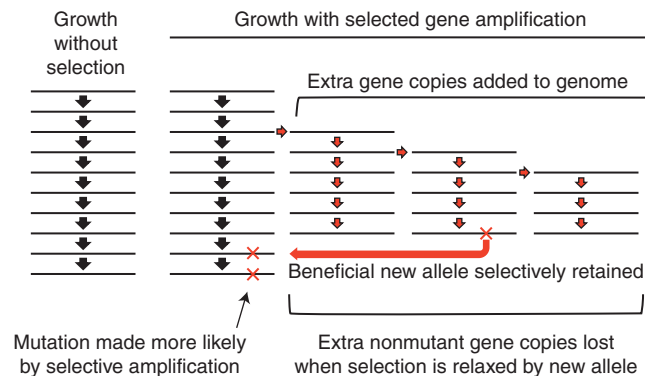 Growth
without
selection
Growth with selected gene amplification
Extra gene copies added to genome
Beneficial new allele selectively retained
Mutation made more likely
by selective amplification
Extra nonmutant gene copies lost
when selection is relaxed by new allele